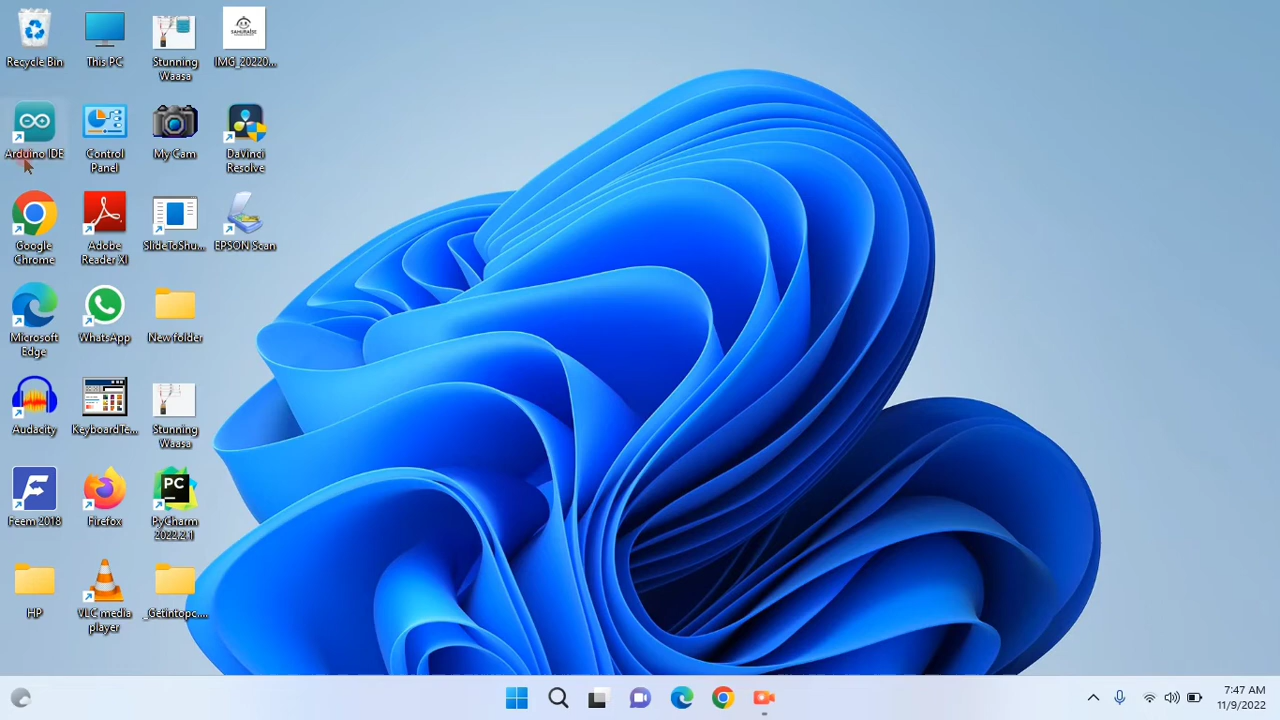 Recycle Bin
This PC
Stunning
Waasa
IMG_20220...
SAMURAISE
Arduino IDE
Control
Panel
My Cam
DaVinci
Resolve
Google
Chrome
Adobe
Reader XI
SlideToShu...
EPSON Scan
Microsoft
Edge
WhatsApp
New folder
Audacity
KeyboardTe...
Stunning
Waasa
Feem 2018
Firefox
PC
PyCharm
2022.2.1
HP
VLC media
player
_Getintopc....
7:47 AM
11/9/2022